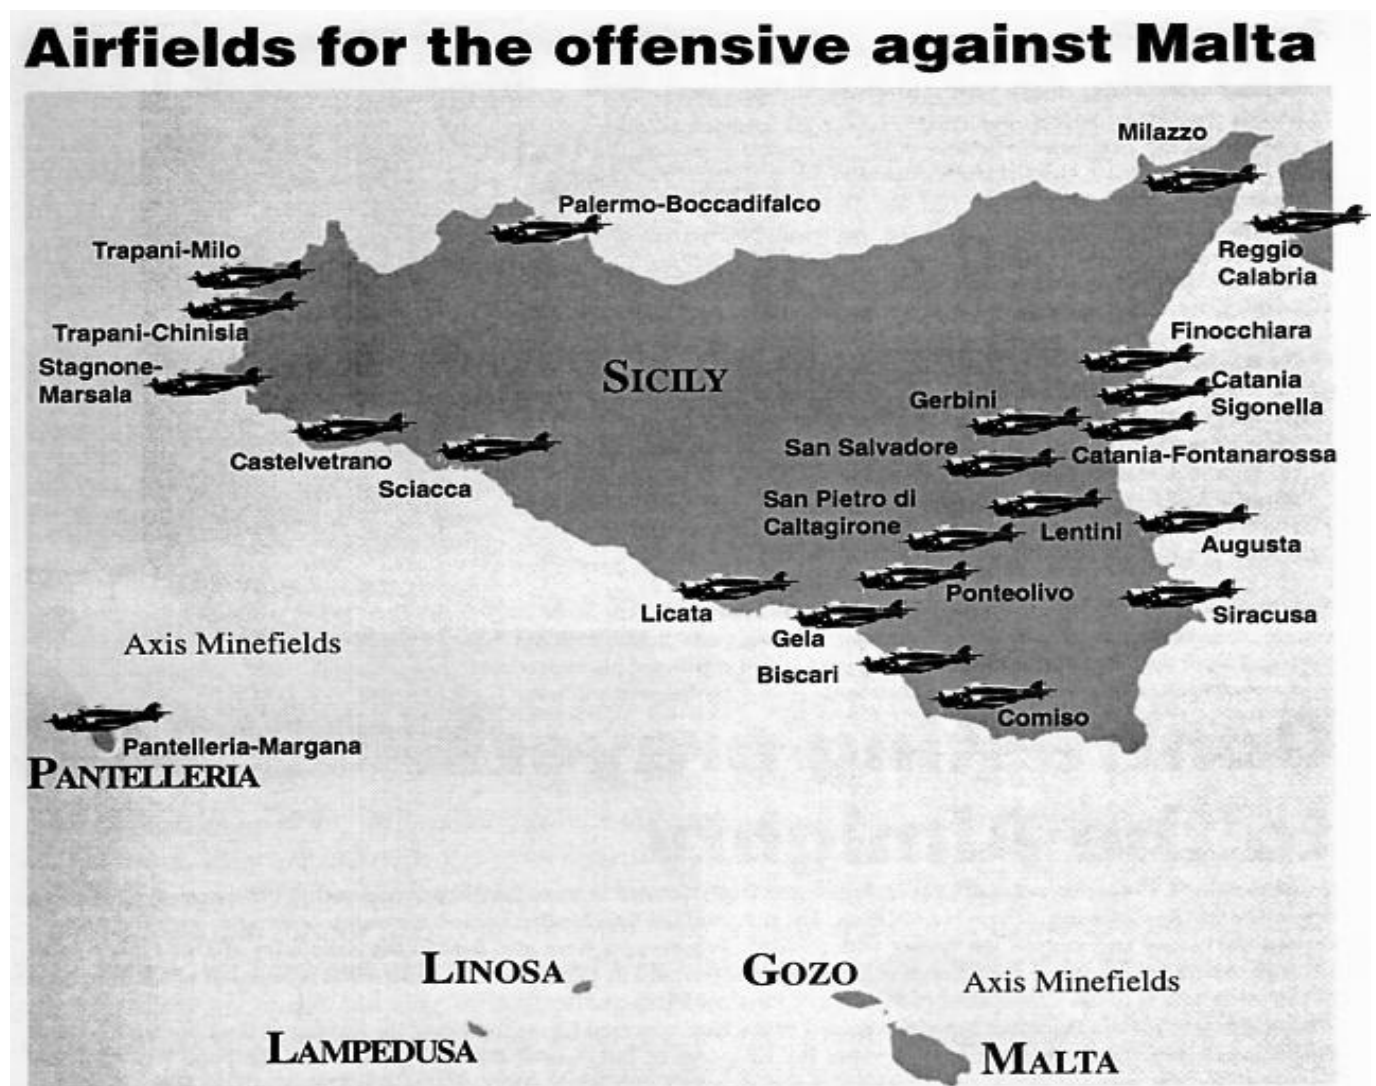 Airfields for the offensive against Malta
Milazzo
Palermo-Boccadifalco
Trapani-Milo
Reggio
Calabria
Trapani-Chinisia
Finocchiara
Stagnone-
Marsala
SICILY
Catania
Sigonella
Gerbini
San Salvadore
Catania-Fontanarossa
Castelvetrano
Sciacca
San Pietro di
Caltagirone
Lentini
Augusta
Ponteolivo
Licata
Siracusa
Gela
Axis Minefields
Biscari
Comiso
Pantelleria-Margana
PANTELLERIA
LINOSA
GOZO
Axis Minefields
LAMPEDUSA
MALTA